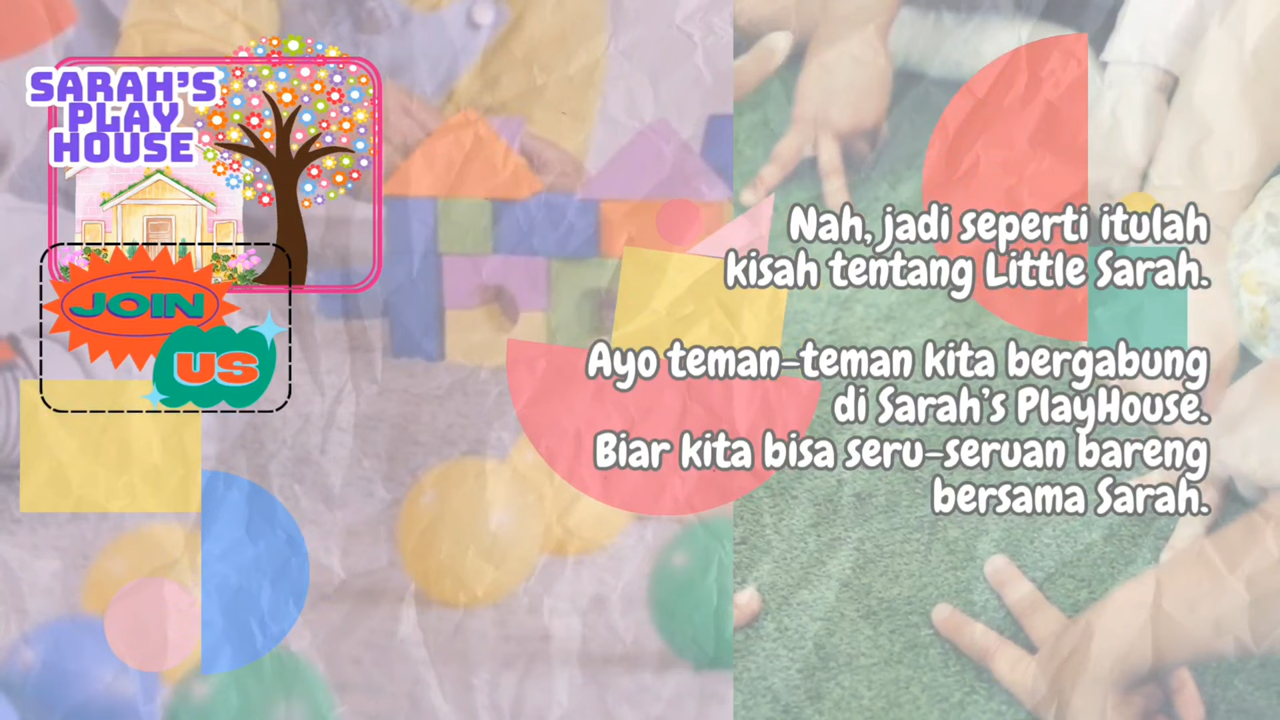 SARAH'S
PLAY
HOUSE
JOIN
US
Nah, jadi seperti itulah
kisah tentang Little Sarah.
Ayo teman-teman kita bergabung
di Sarah's PlayHouse.
Biar kita bisa seru-seruan bareng
bersama Sarah.